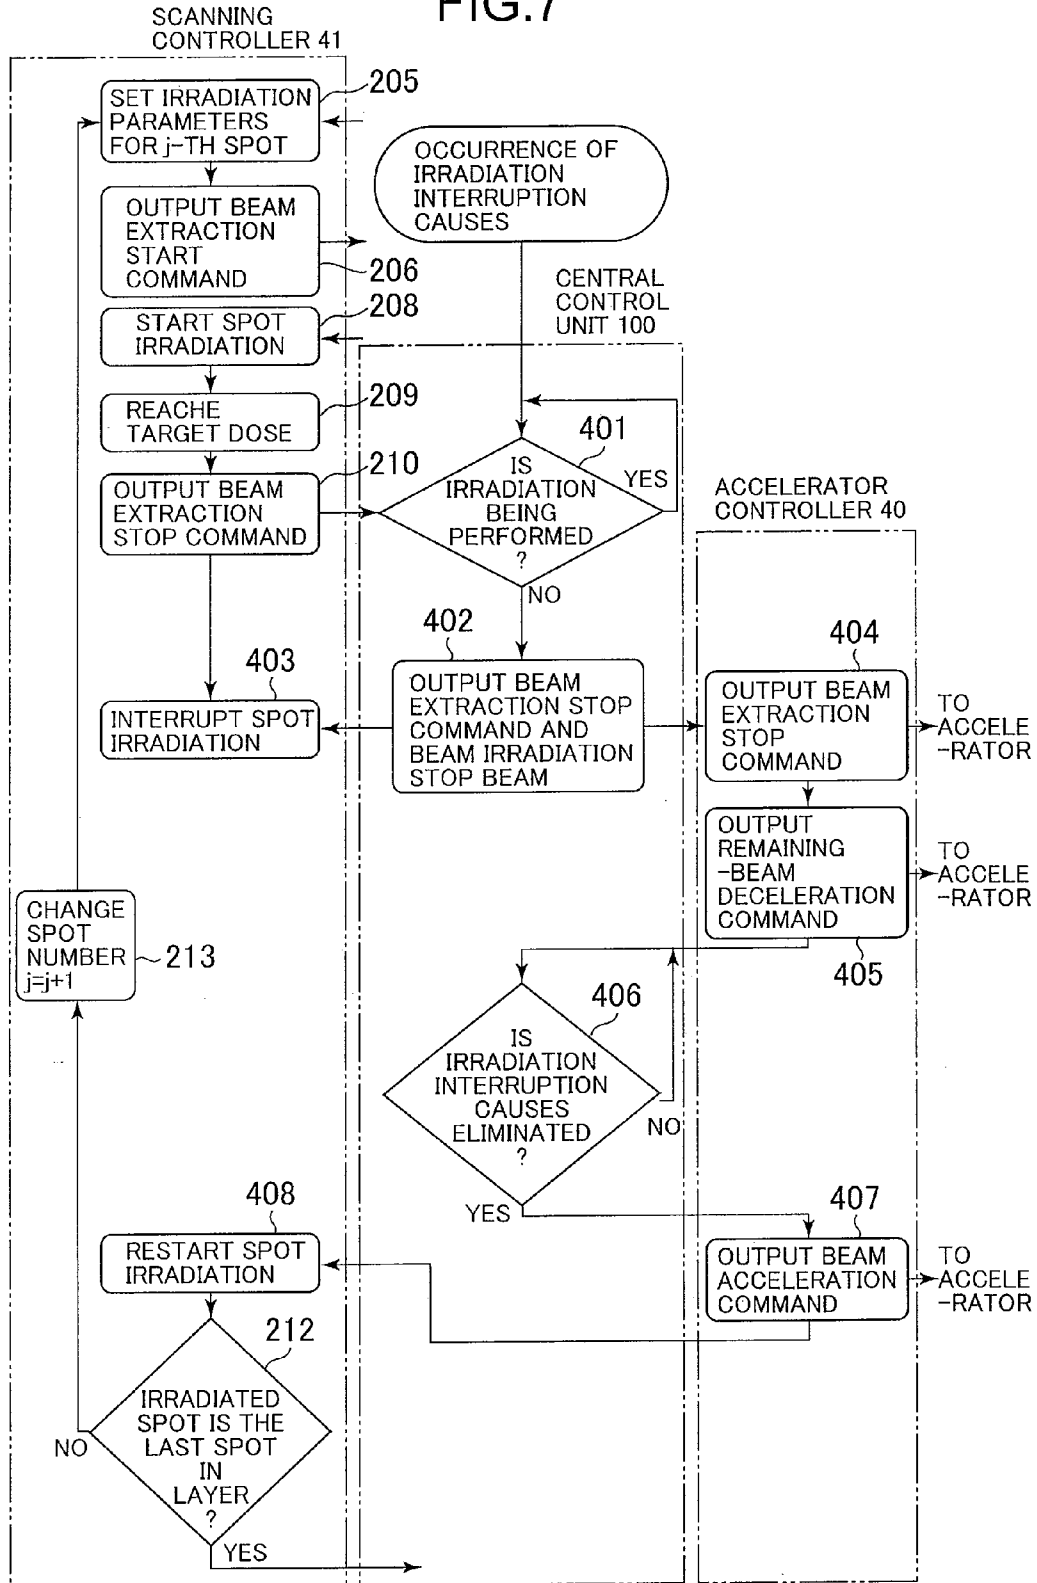 FIG.7
SCANNING
CONTROLLER 41
205
SET IRRADIATION
PARAMETERS
FOR j-TH SPOT
OUTPUT BEAM
EXTRACTION
START
COMMAND
206
208
START SPOT
IRRADIATION
209
REACHE
TARGET DOSE
210
OUTPUT BEAM
EXTRACTION
STOP COMMAND
403
INTERRUPT SPOT
IRRADIATION
CHANGE
SPOT
NUMBER
j=j+1
213
408
RESTART SPOT
IRRADIATION
212
IRRADIATED
SPOT IS THE
LAST SPOT
IN
LAYER
?
NO
YES
OCCURRENCE OF
IRRADIATION
INTERRUPTION
CAUSES
CENTRAL
CONTROL
UNIT 100
401
IS
IRRADIATION
BEING
PERFORMED
?
YES
NO
402
OUTPUT BEAM
EXTRACTION STOP
COMMAND AND
BEAM IRRADIATION
STOP BEAM
406
IS
IRRADIATION
INTERRUPTION
CAUSES
ELIMINATED
?
NO
YES
ACCELERATOR
CONTROLLER 40
404
OUTPUT BEAM
EXTRACTION
STOP
COMMAND
TO
ACCELE
-RATOR
OUTPUT
REMAINING
-BEAM
DECELERATION
COMMAND
405
TO
ACCELE
-RATOR
407
OUTPUT BEAM
ACCELERATION
COMMAND
TO
ACCELE
-RATOR